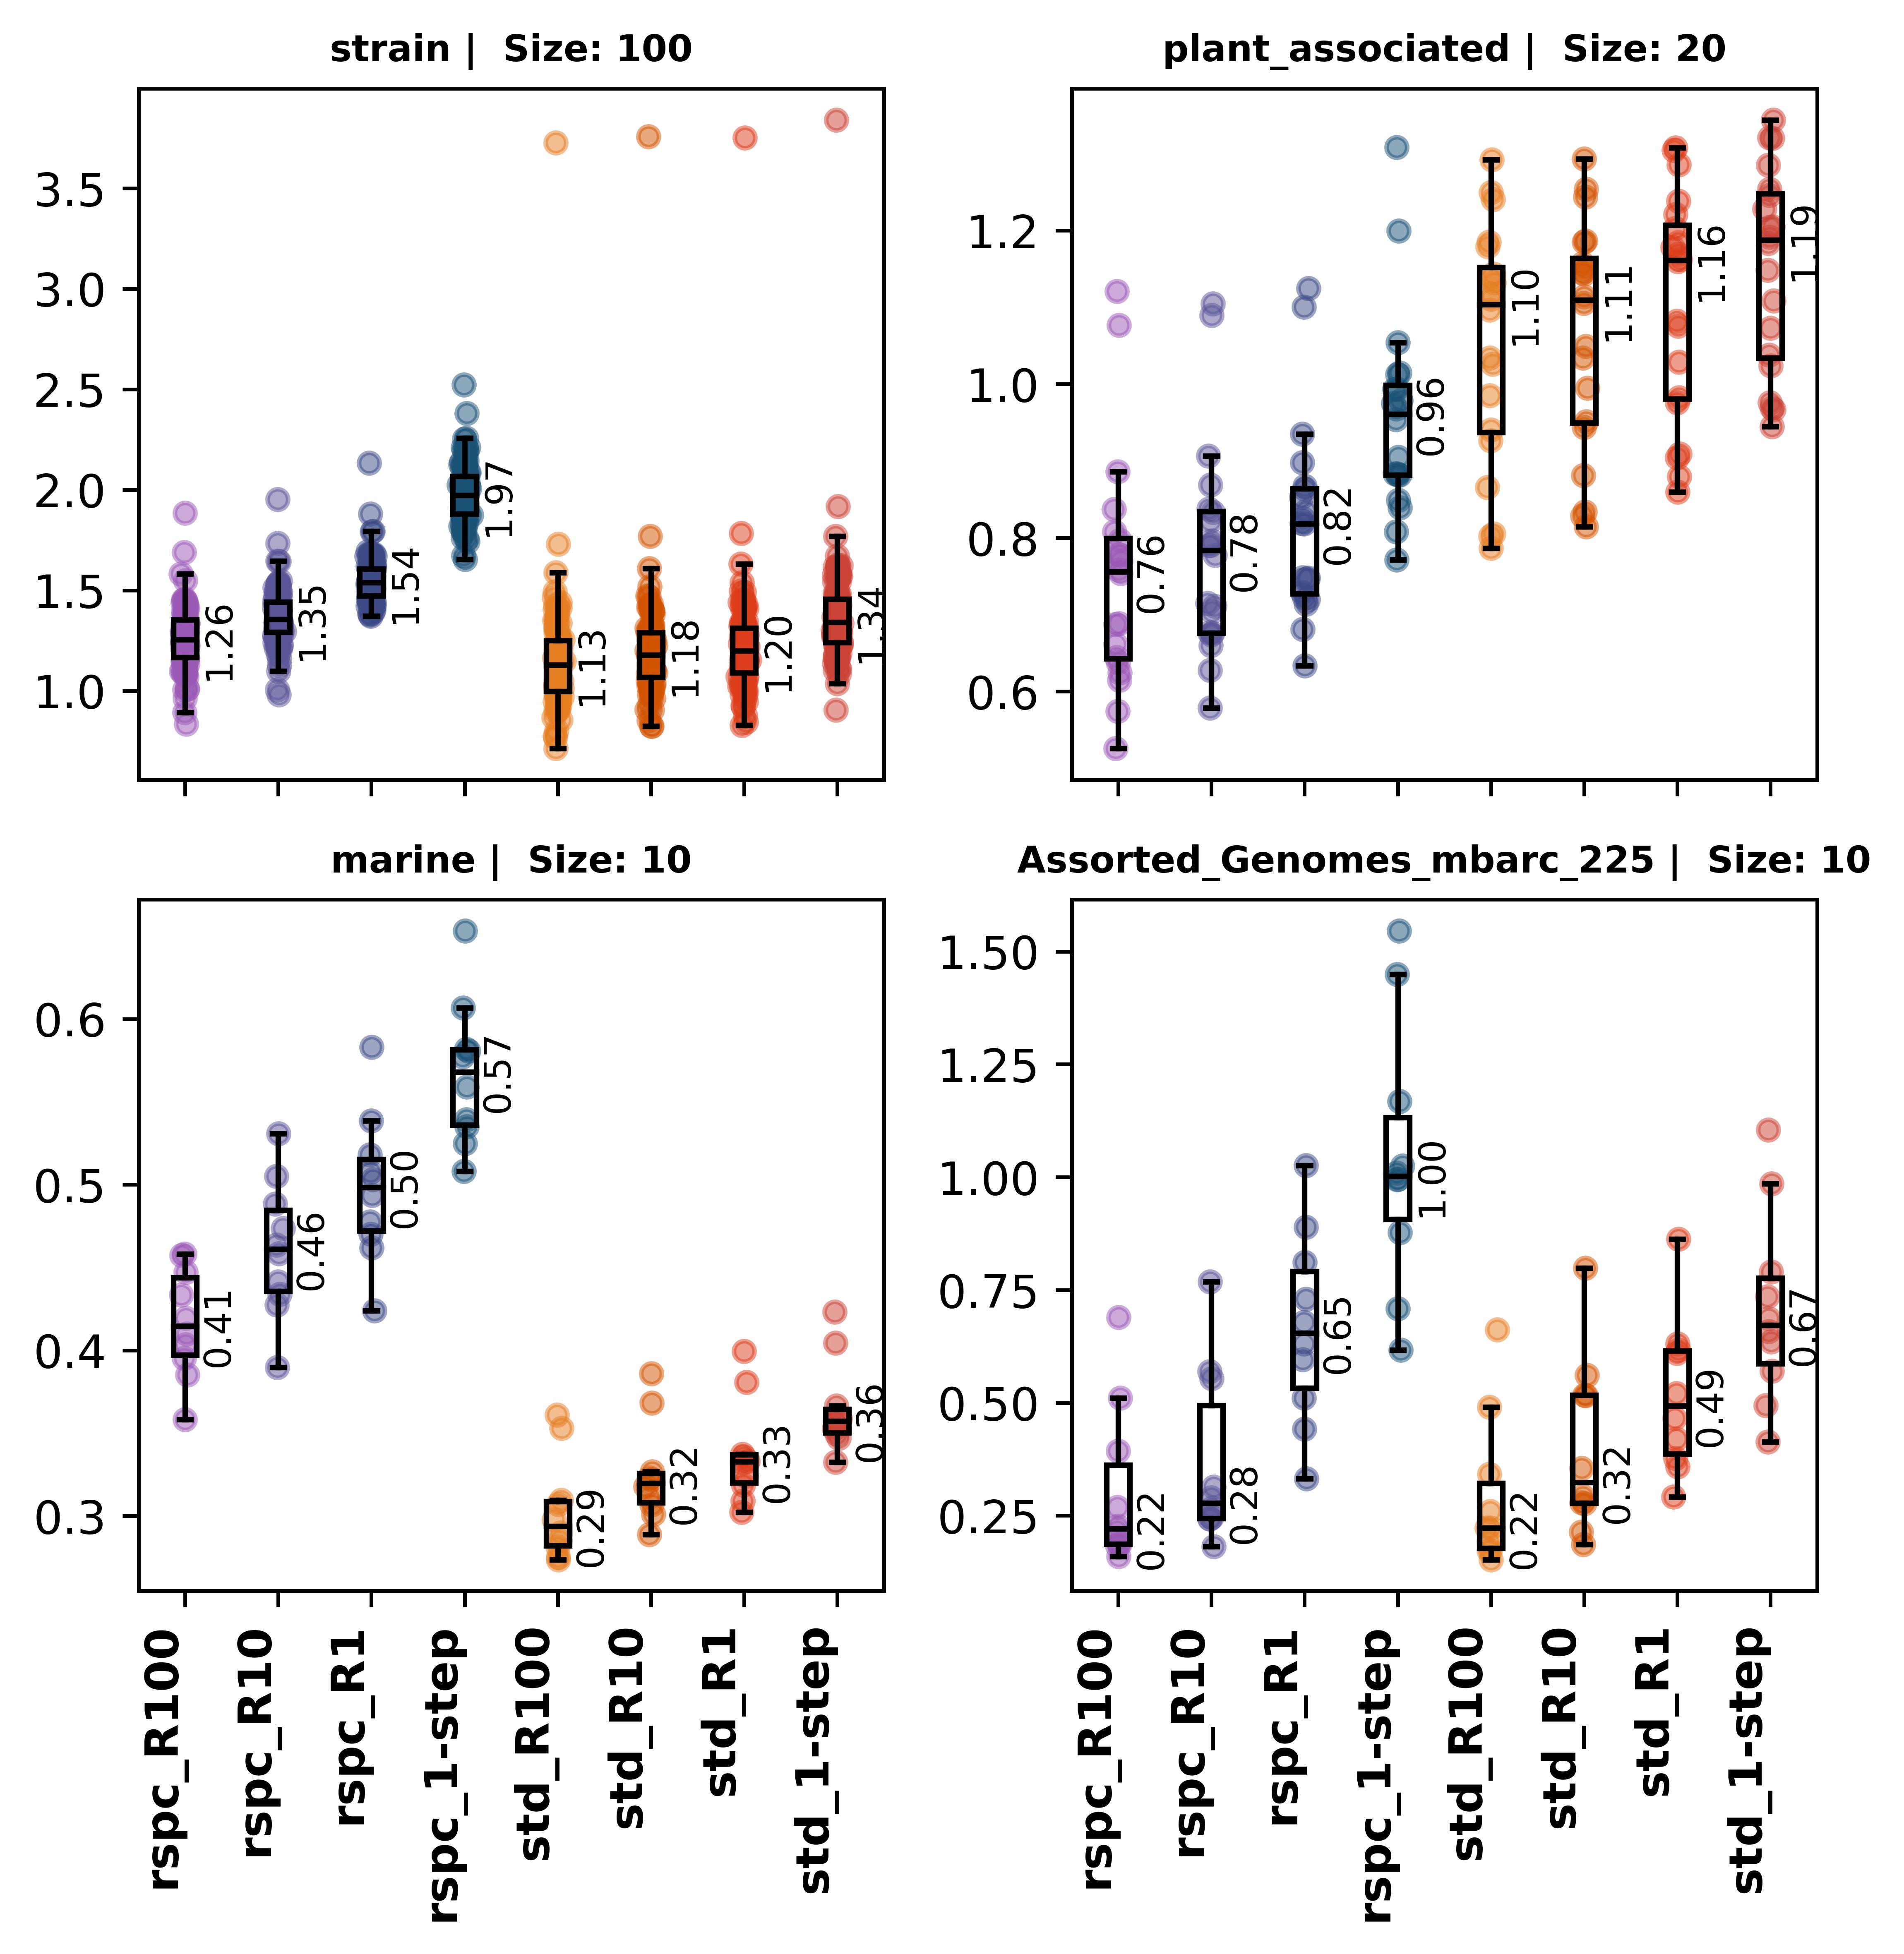 strain |  Size: 100
3.5
3.0
2.5
2.0
1.5
1.0
1.26
1.35
1.54
1.97
1.13
1.18
1.20
1.34
plant_associated |  Size: 20
1.2
1.0
0.8
0.6
0.76
0.78
0.82
0.96
1.10
1.11
1.16
1.19
marine |  Size: 10
0.6
0.5
0.4
0.3
0.41
0.46
0.50
0.57
0.29
0.32
0.33
0.36
rspc_R100
rspc_R10
rspc_R1
rspc_1-step
std_R100
std_R10
std_R1
std_1-step
Assorted_Genomes_mbarc_225 |  Size: 10
1.50
1.25
1.00
0.75
0.50
0.25
0.22
0.28
0.65
1.00
0.22
0.32
0.49
0.67
rspc_R100
rspc_R10
rspc_R1
rspc_1-step
std_R100
std_R10
std_R1
std_1-step